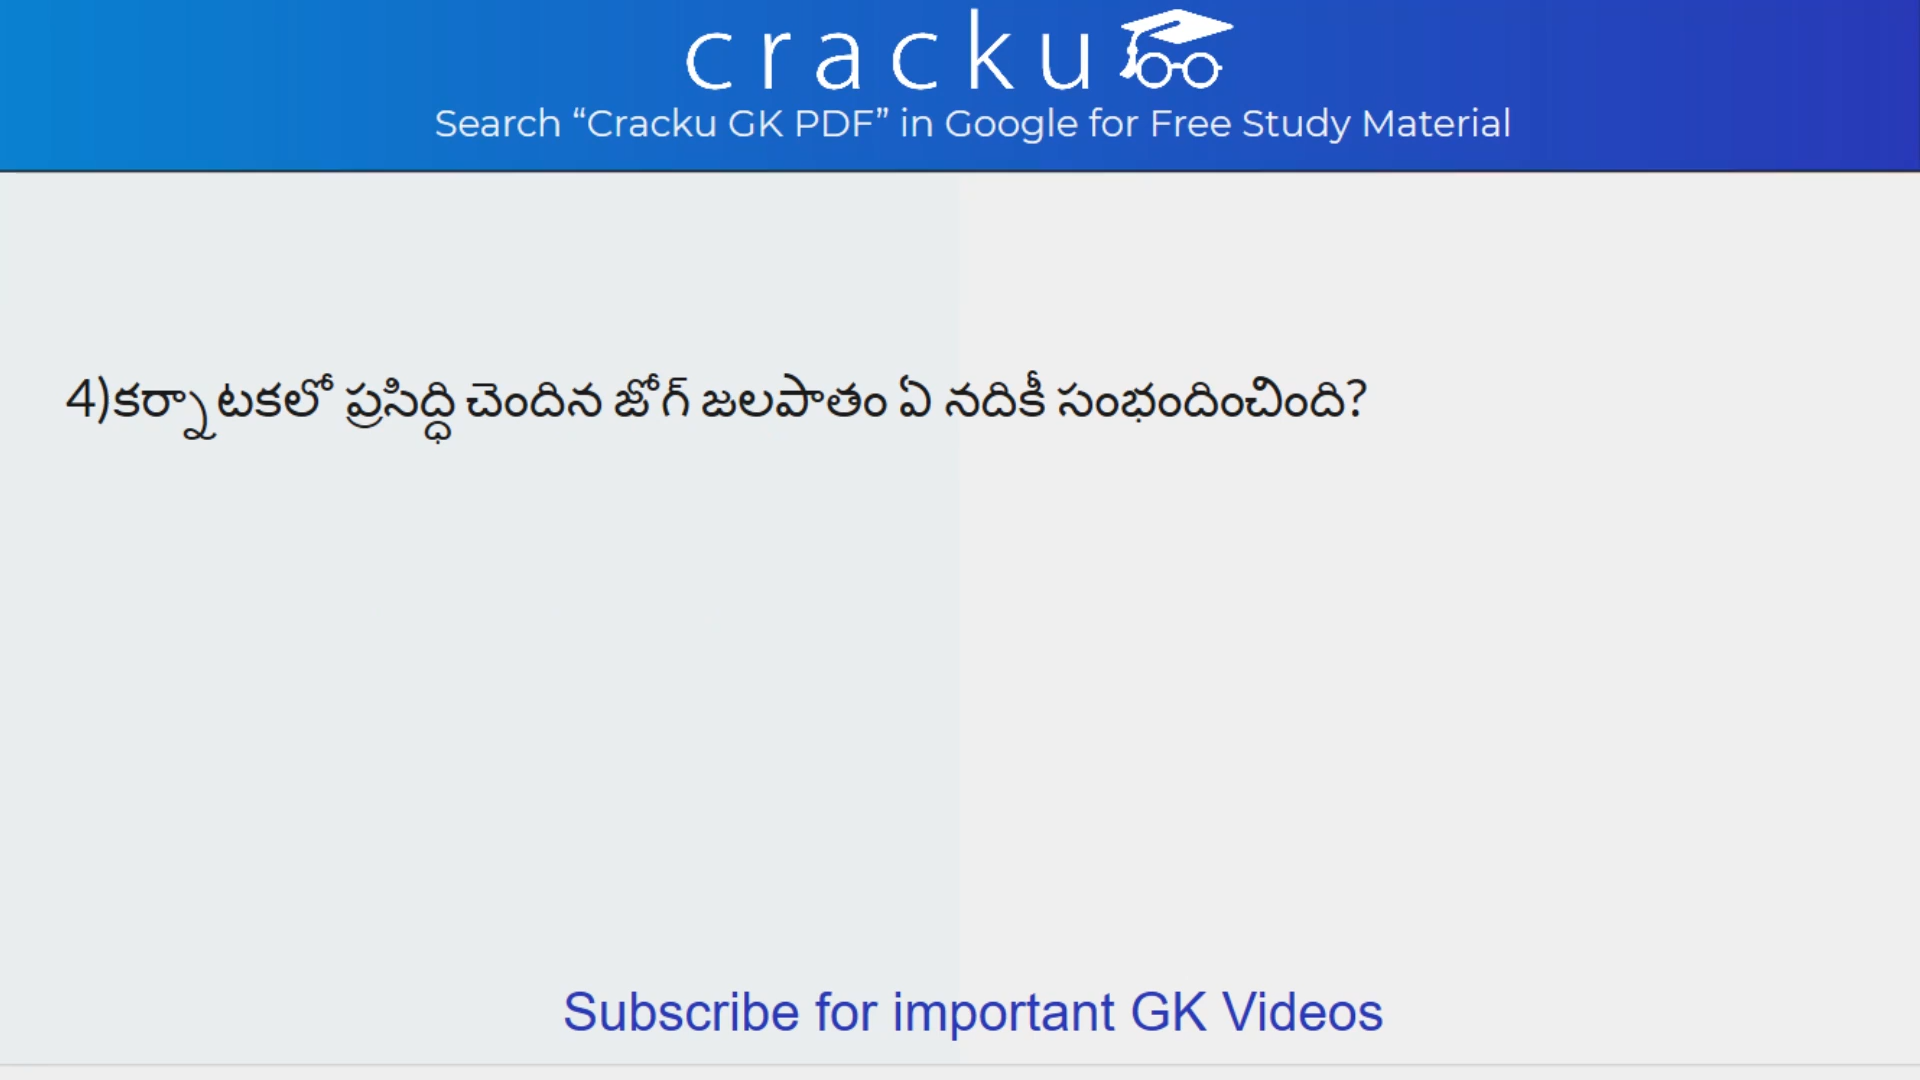 cracku
Search “Cracku GK PDF” in Google for Free Study Material
4)కర్నాటకలో ప్రసిద్ధి చెందిన జోగ్ జలపాతం ఏ నదికీ సంభందించింది?
Subscribe for important GK Videos